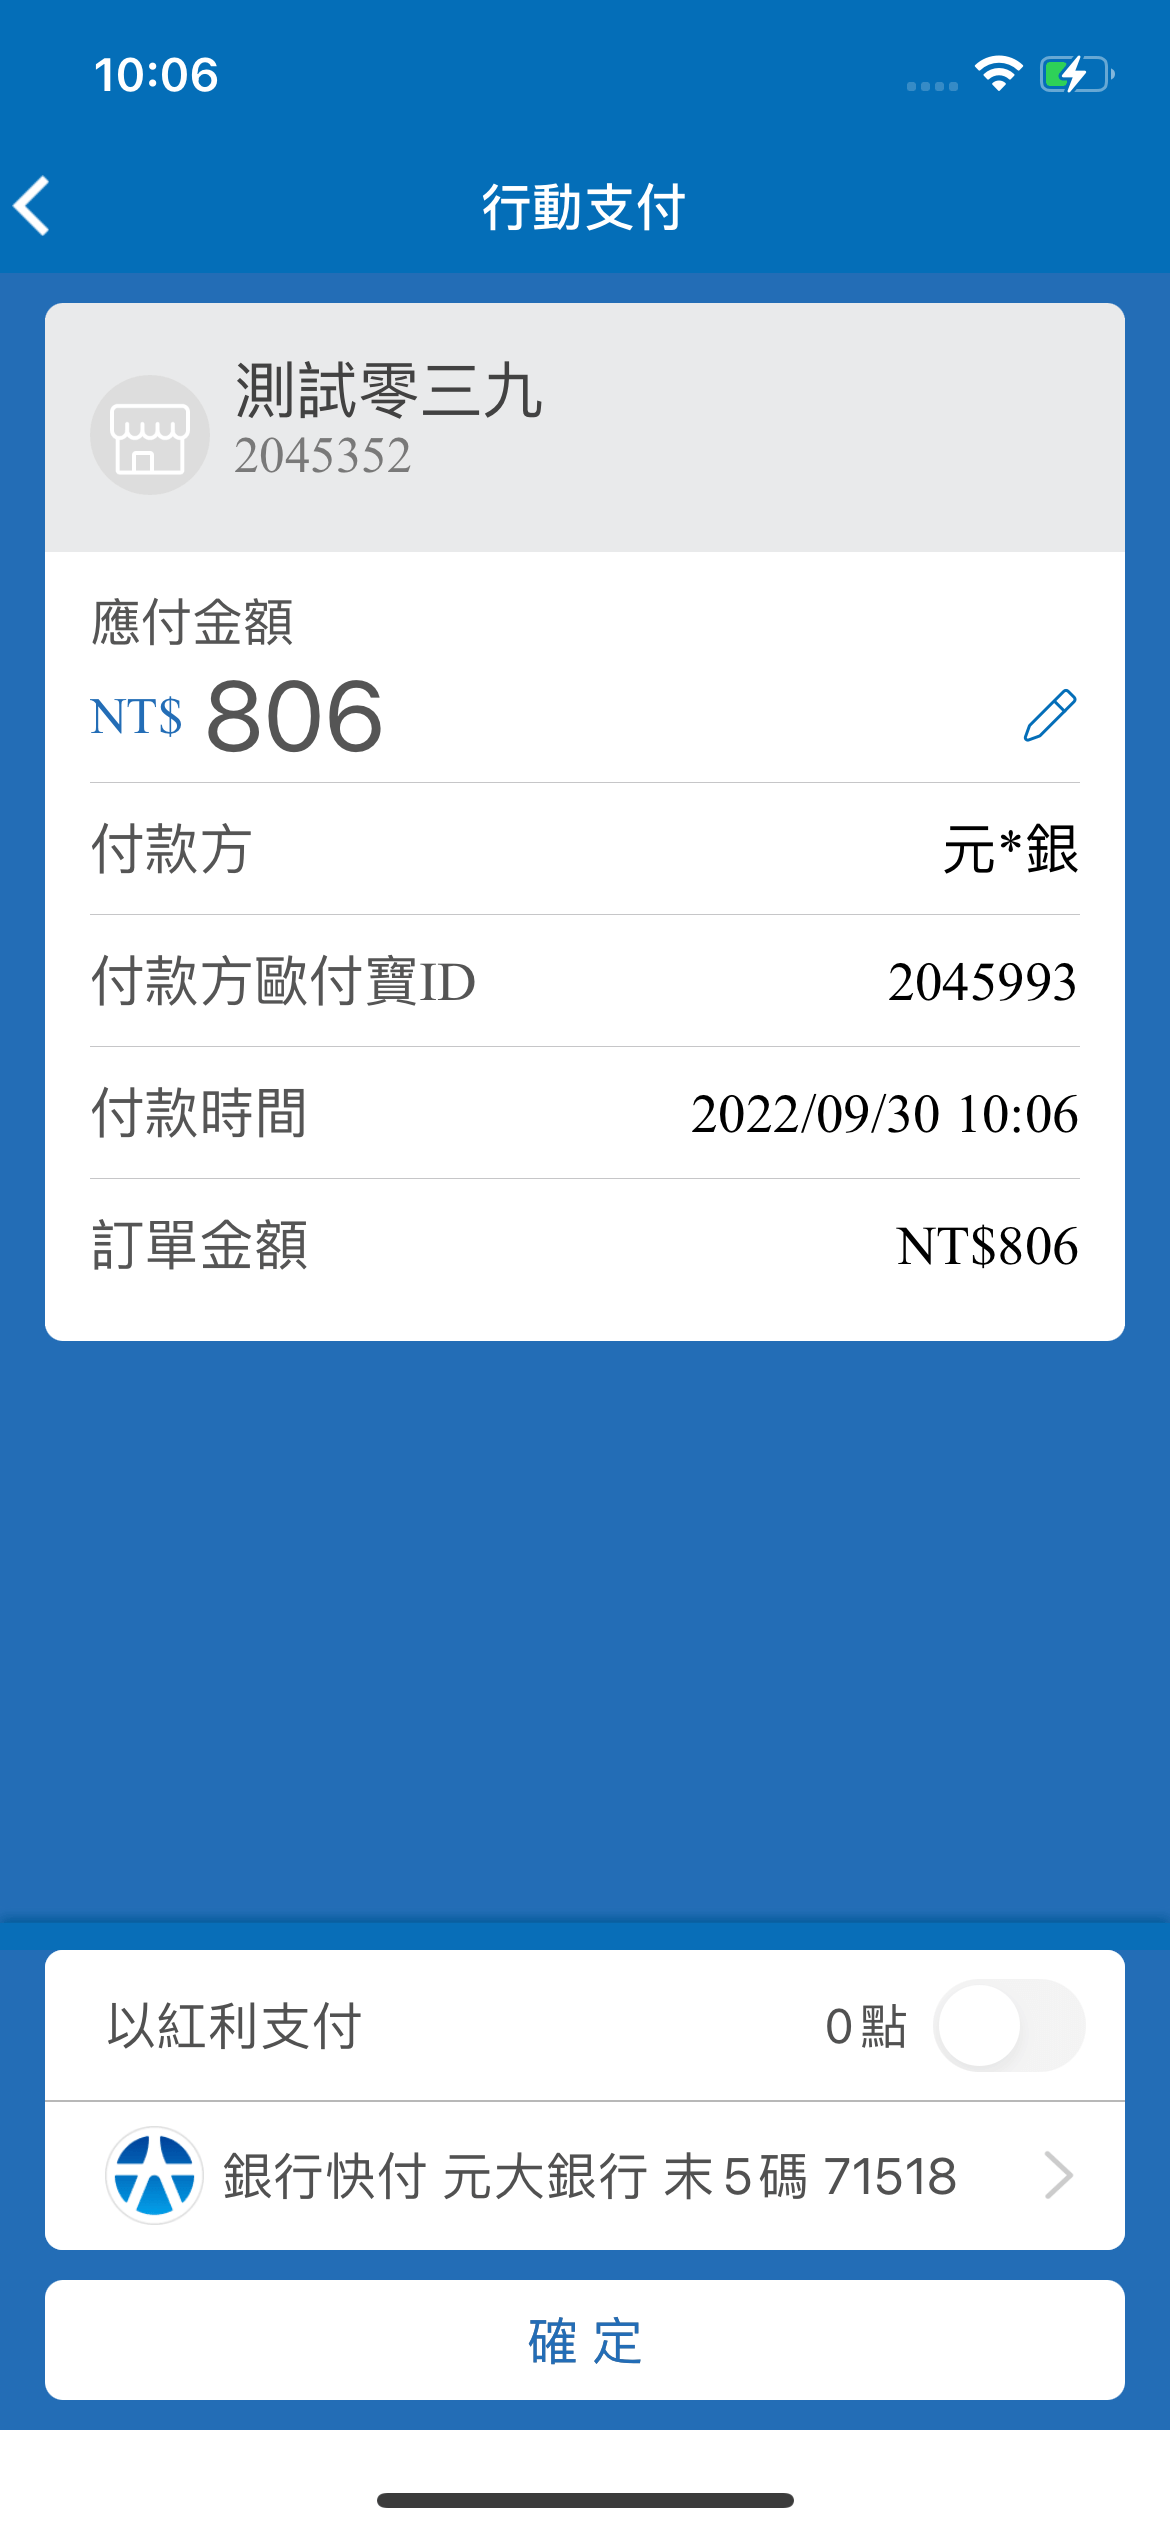 10:06
行動支付
測試零三九
2045352
應付金額
NT$ 806
付款方 元*銀
付款方歐付寶ID 2045993
付款時間 2022/09/30 10:06
訂單金額 NT$806
以紅利支付 0點
銀行快付 元大銀行 末5碼 71518
確定